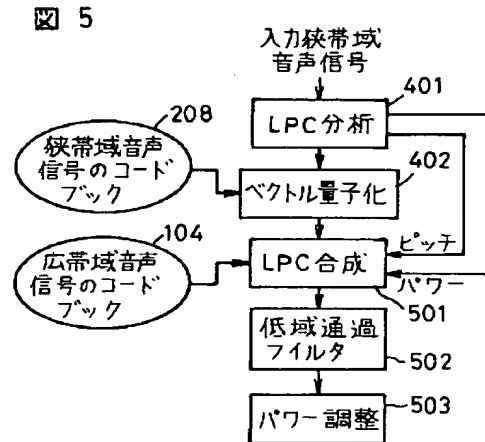 図 5
入力狭帯域
音声信号
401
LPC分析
208
狭帯域音声
信号のコード
ブック
402
ベクトル量子化
104
広帯域音声
信号のコード
ブック
ピッチ
LPC合成
パワー
501
低域通過
フイルタ
502
503
パワー調整